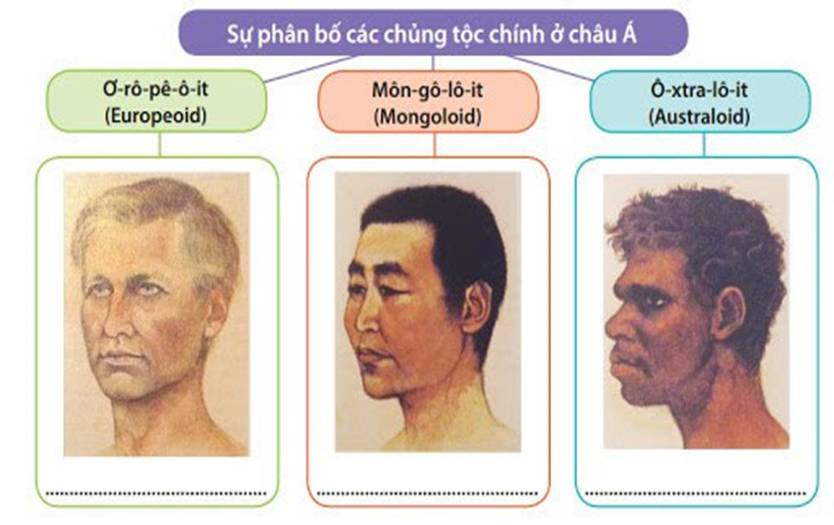 Sự phân bố các chủng tộc chính ở châu Á
Ơ-rô-pê-ô-it
(Europeoid)
Môn-gô-lô-it
(Mongoloid)
Ô-xtra-lô-it
(Australoid)